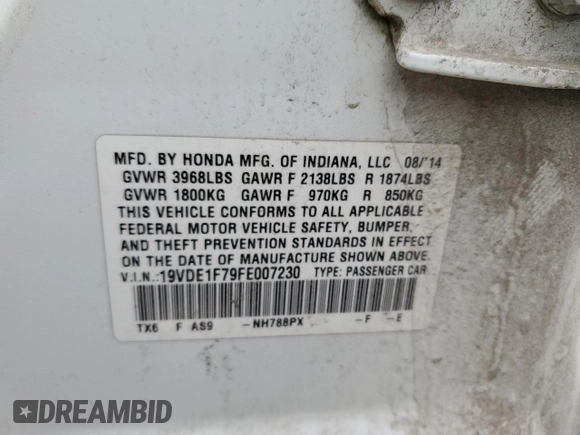 MFD. BY HONDA MFG. OF INDIANA, LLC 08/'14
GVWR 3968LBS GAWR F 2138LBS R 1874LBS
GVWR 1800KG GAWR F 970KG R 850KG
THIS VEHICLE CONFORMS TO ALL APPLICABLE
FEDERAL MOTOR VEHICLE SAFETY, BUMPER,
AND THEFT PREVENTION STANDARDS IN EFFECT
ON THE DATE OF MANUFACTURE SHOWN ABOVE.
V.I.N.:19VDE1F79FE007230 TYPE: PASSENGER CAR
TX6 F AS9 -NH788PX -F -E
DREAMBID